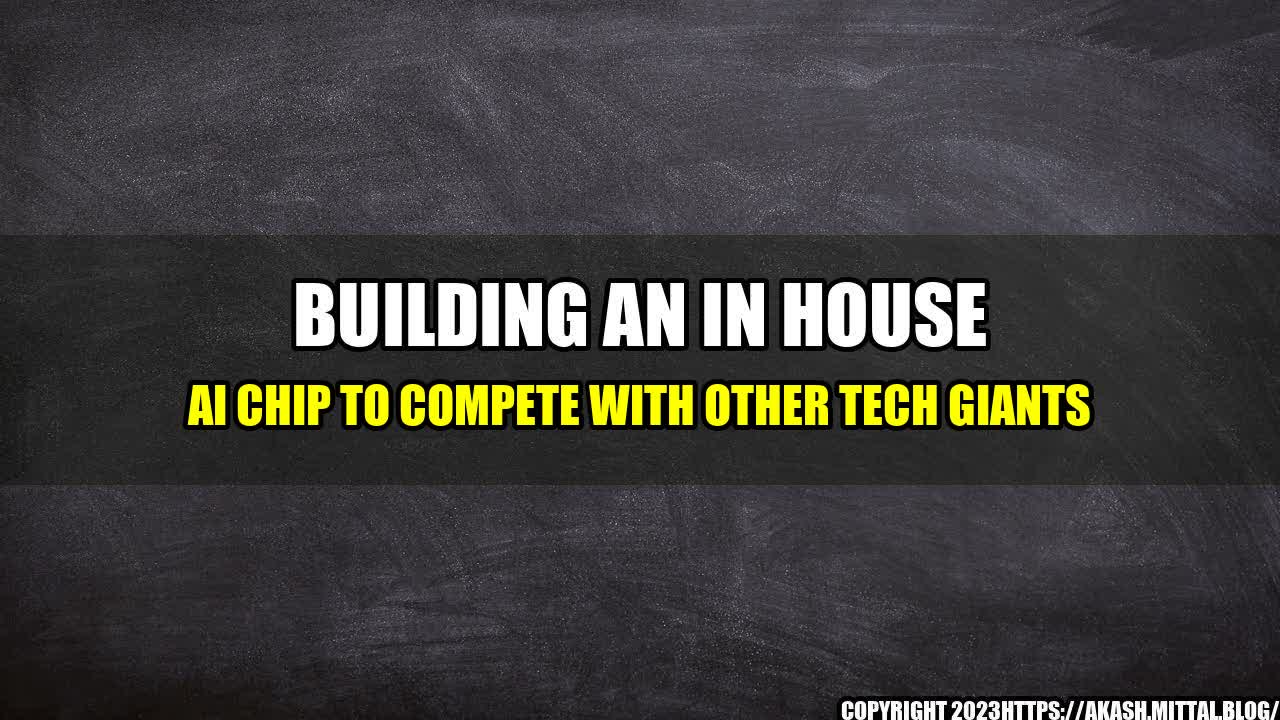 BUILDING AN IN HOUSE
AI CHIP TO COMPETE WITH OTHER TECH GIANTS
COPYRIGHT 2023HTTPS://AKASH.MITTAL.BLOG/